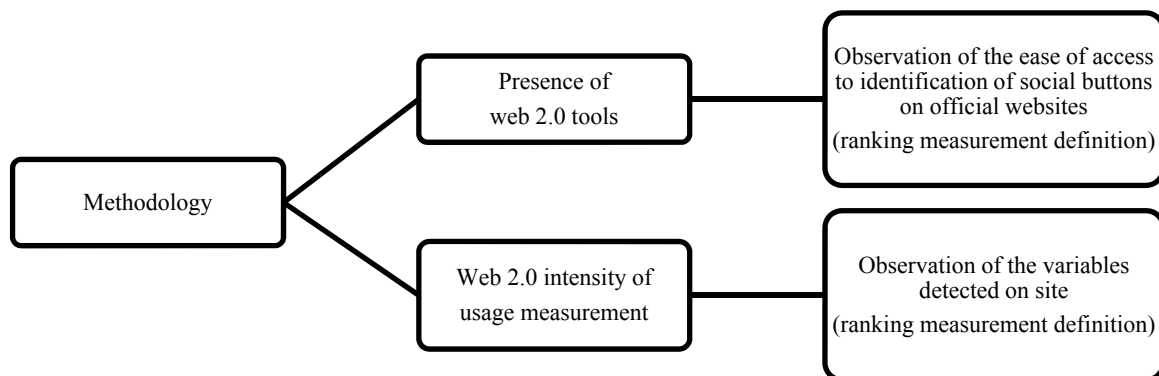 Methodology
Presence of
web 2.0 tools
Observation of the ease of access
to identification of social buttons
on official websites
(ranking measurement definition)
Web 2.0 intensity of
usage measurement
Observation of the variables
detected on site
(ranking measurement definition)